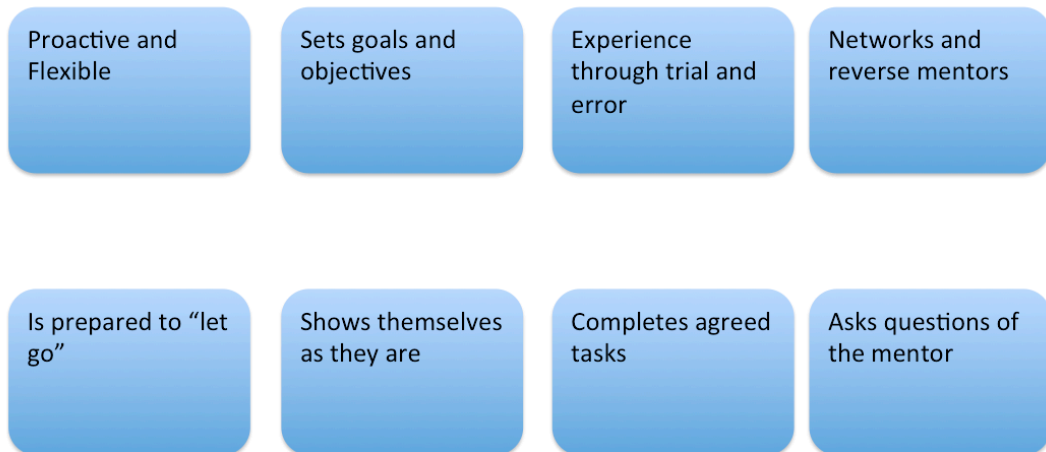 Proactive and
Flexible
Sets goals and
objectives
Experience
through trial and
error
Networks and
reverse mentors
Is prepared to “let
go”
Shows themselves
as they are
Completes agreed
tasks
Asks questions of
the mentor